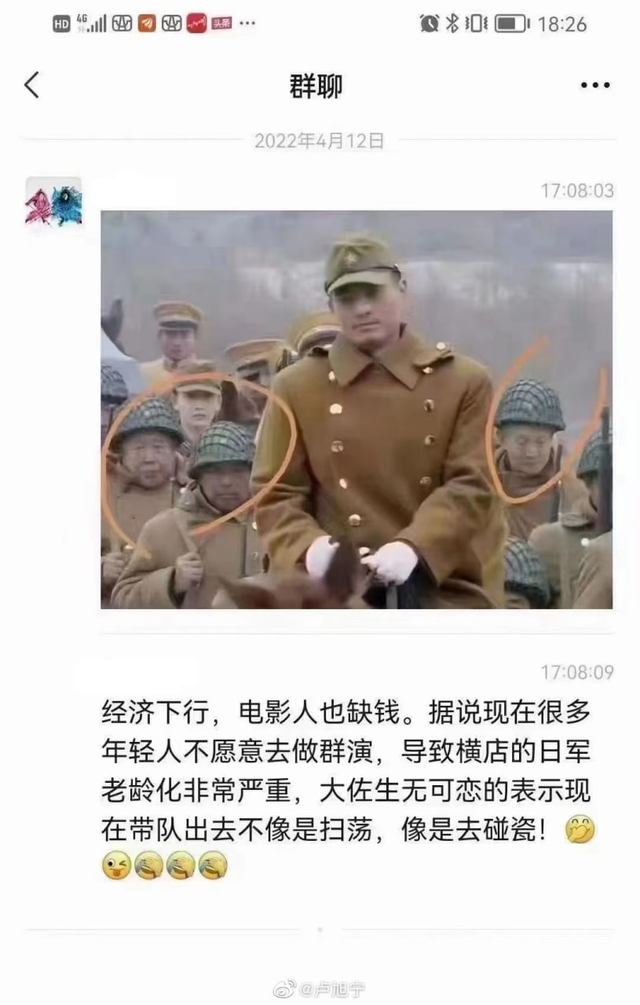 HD 4G 头条 18:26
群聊
2022年4月12日
17:08:03
17:08:09
经济下行，电影人也缺钱。据说现在很多
年轻人不愿意去做群演，导致横店的日军
老龄化非常严重，大佐生无可恋的表示现
在带队出去不像是扫荡，像是去碰瓷！
@卢旭宁